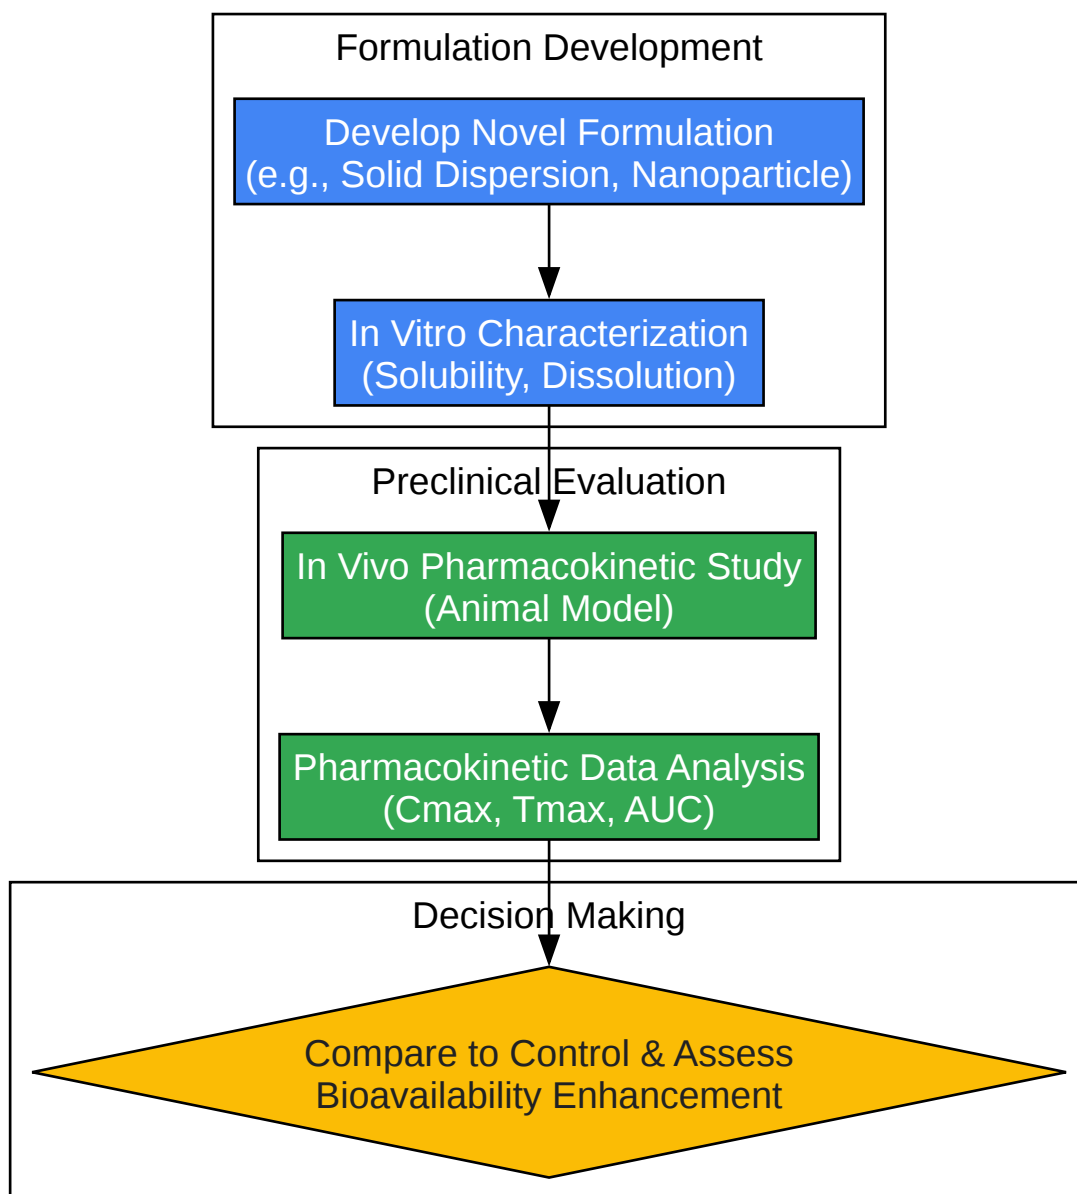 Formulation Development
Develop Novel Formulation
(e.g., Solid Dispersion, Nanoparticle)
In Vitro Characterization
(Solubility, Dissolution)
Preclinical Evaluation
In Vivo Pharmacokinetic Study
(Animal Model)
Pharmacokinetic Data Analysis
(Cmax, Tmax, AUC)
Decision Making
Compare to Control & Assess
Bioavailability Enhancement